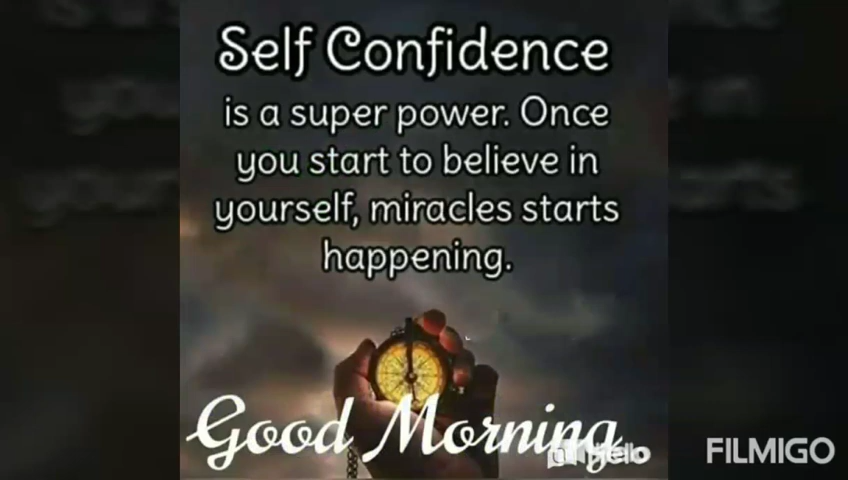 Self Confidence
is a super power. Once
you start to believe in
yourself, miracles starts
happening.
Good Morning
FILMIGO